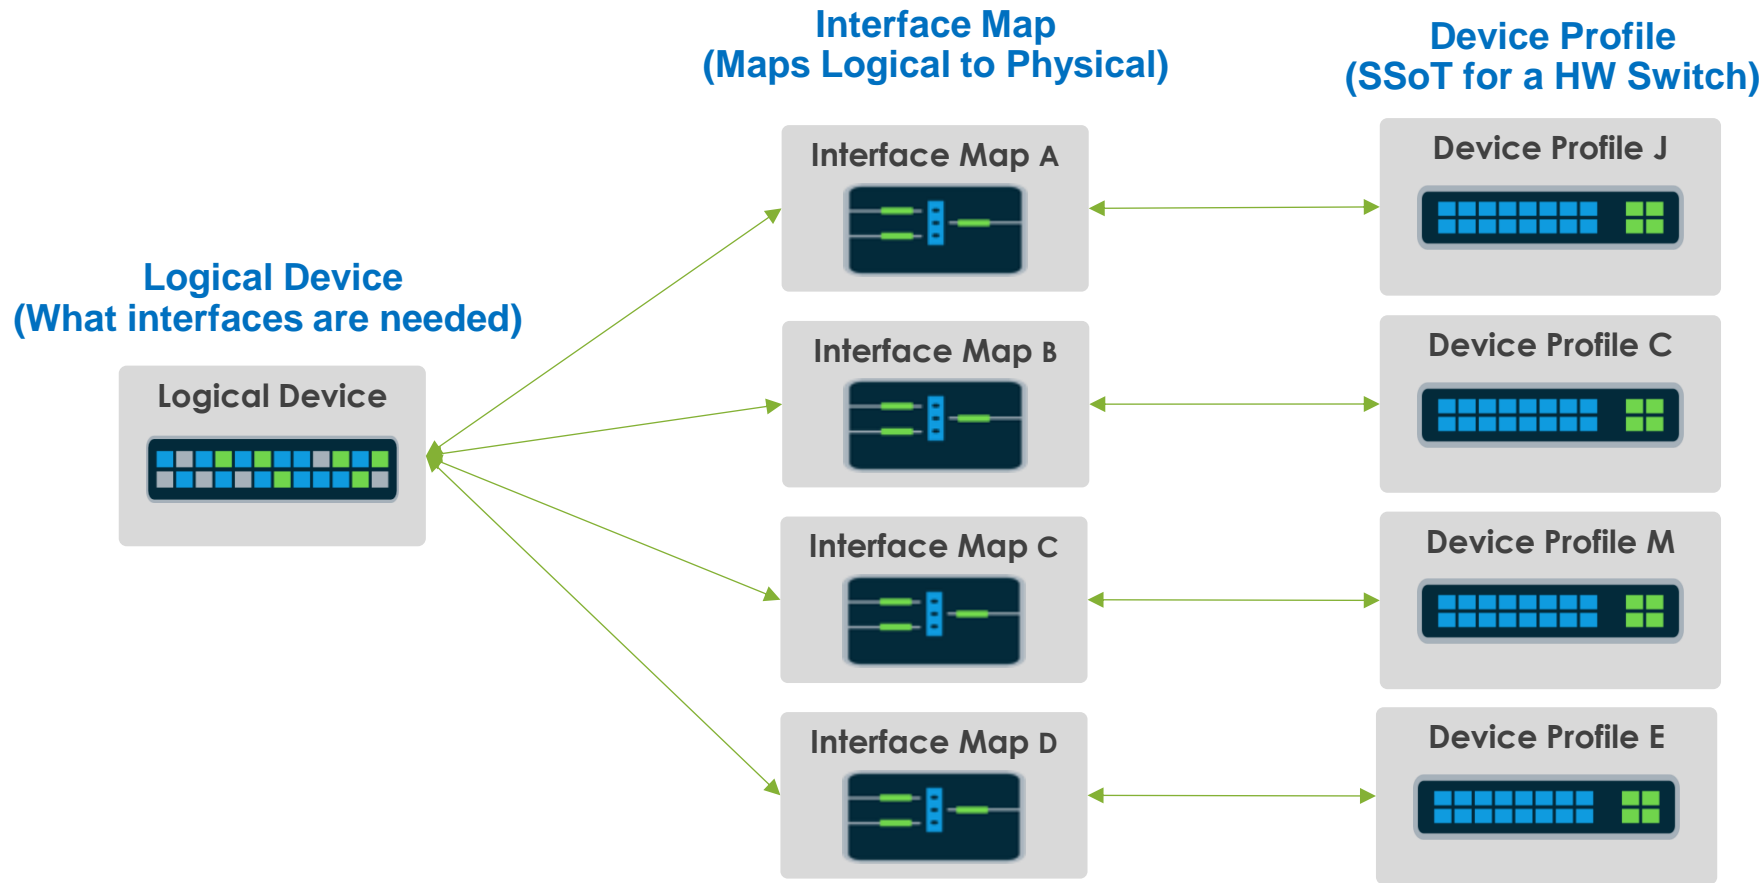 Interface Map
(Maps Logical to Physical)
Device Profile
(SSoT for a HW Switch)
Logical Device
(What interfaces are needed)
Logical Device
Interface Map A
Interface Map B
Interface Map C
Interface Map D
Device Profile J
Device Profile C
Device Profile M
Device Profile E